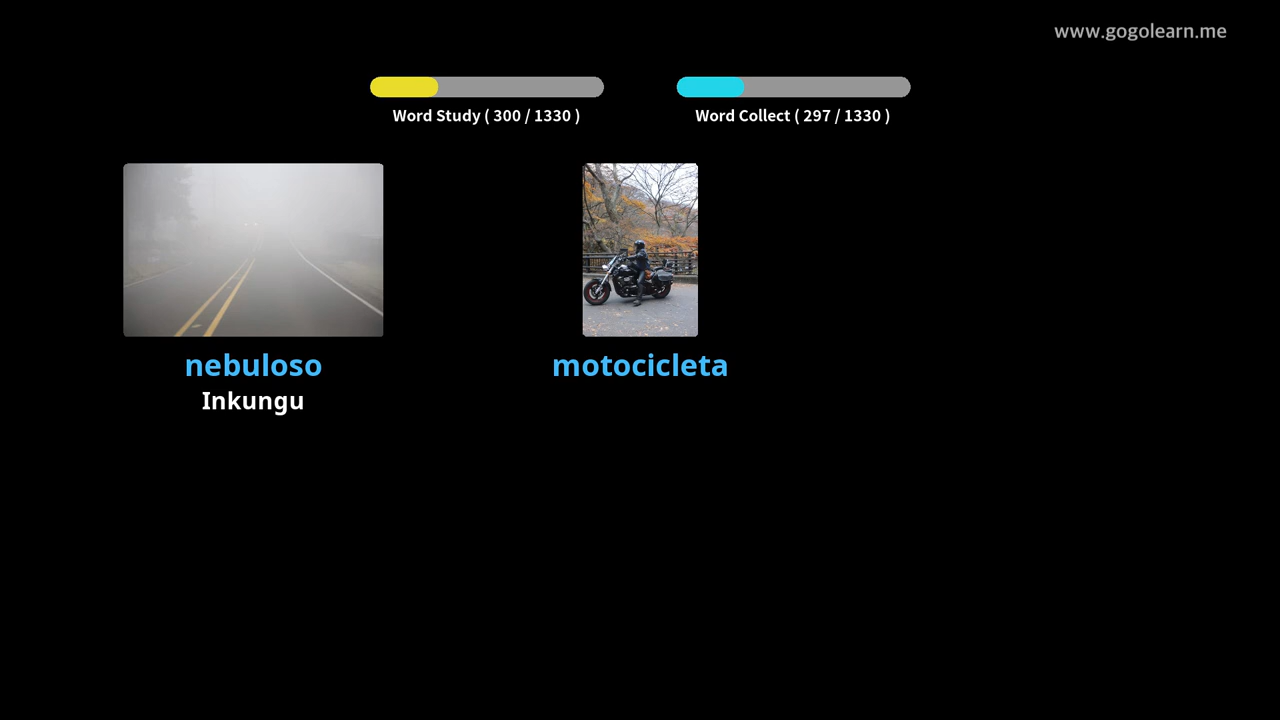 www.gogolearn.me
Word Study ( 300 / 1330 )
Word Collect ( 297 / 1330 )
nebuloso
Inkungu
motocicleta